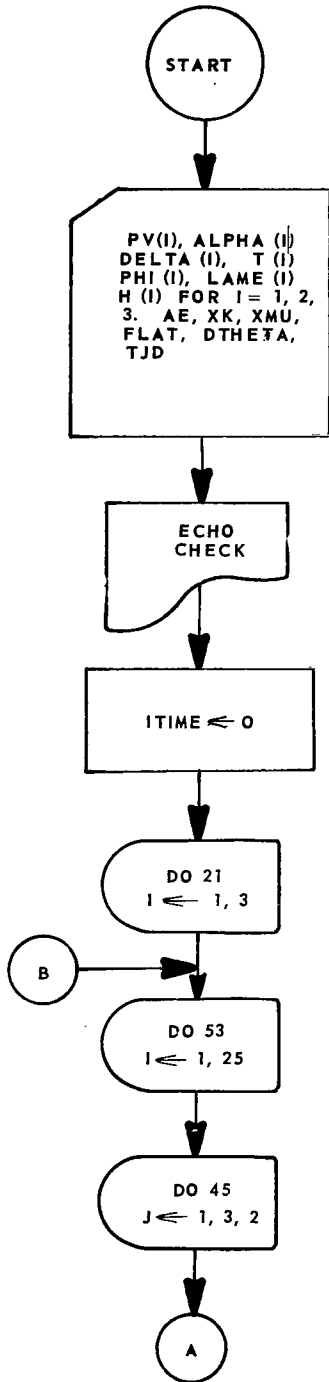 START
PV(I), ALPHA (I)
DELTA (I), T (I)
PHI (I), LAME (I)
H (I) FOR I = 1, 2,
3. AE, XK, XMU,
FLAT, DTHETA,
TJD
ECHO
CHECK
ITIME ← 0
DO 21
I ← 1, 3
B
DO 53
I ← 1, 25
DO 45
J ← 1, 3, 2
A